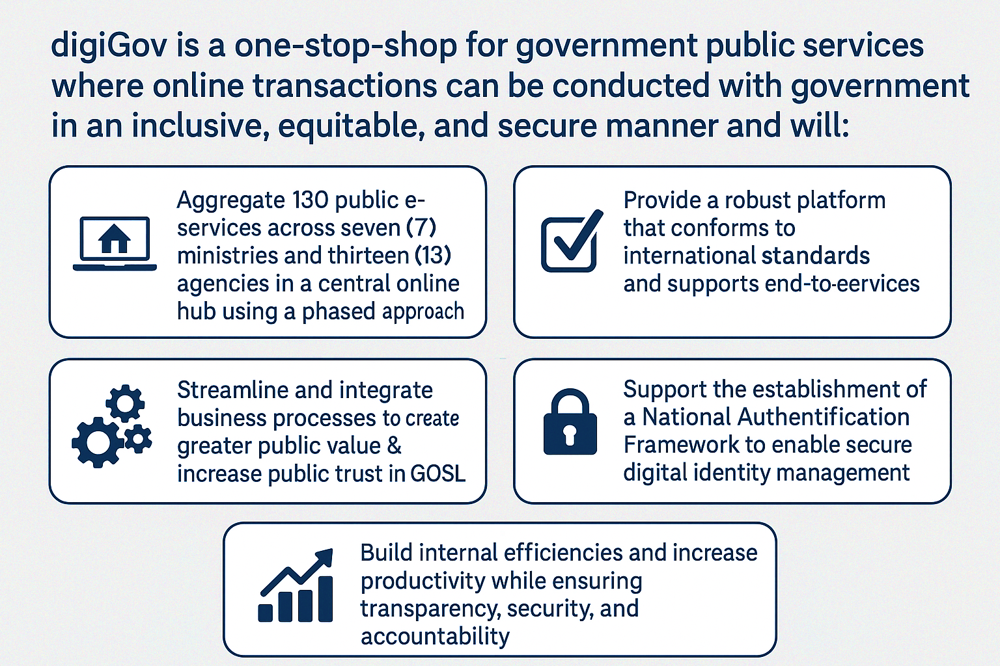 digiGov is a one-stop-shop for government public services
where online transactions can be conducted with government
in an inclusive, equitable, and secure manner and will:
Aggregate 130 public e-
services across seven (7)
ministries and thirteen (13)
agencies in a central online
hub using a phased approach
Provide a robust platform
that conforms to
international standards
and supports end-to-eervices
Streamline and integrate
business processes to create
greater public value &
increase public trust in GOSL
Support the establishment of
a National Authentification
Framework to enable secure
digital identity management
Build internal efficiencies and increase
productivity while ensuring
transparency, security, and
accountability